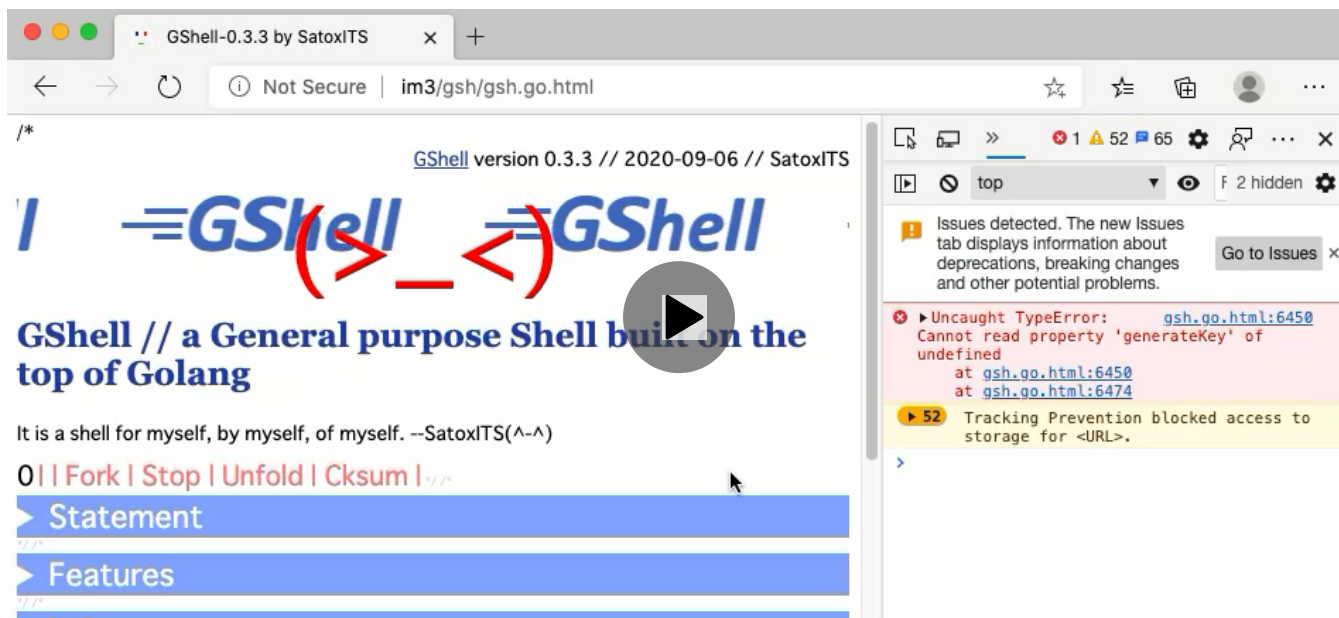 GShell-0.3.3 by SatoxITS
Not Secure | im3/gsh/gsh.go.html
/*
GShell version 0.3.3 // 2020-09-06 // SatoxITS
GShell GShell
(>_<)
GShell // a General purpose Shell built on the
top of Golang
It is a shell for myself, by myself, of myself. --SatoxITS(^-^)
0| | Fork | Stop | Unfold | Cksum | *//*
> Statement
*//*
> Features
*//*
1 52 65
top
2 hidden
Issues detected. The new Issues
tab displays information about
deprecations, breaking changes
and other potential problems.
Go to Issues
Uncaught TypeError: gsh.go.html:6450
Cannot read property 'generateKey' of
undefined
at gsh.go.html:6450
at gsh.go.html:6474
52 Tracking Prevention blocked access to
storage for <URL>.